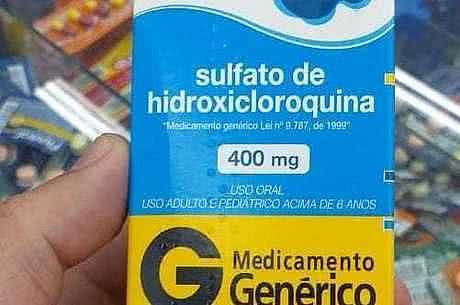 sulfato de
hidroxicloroquina
"Medicamento genérico Lei nº 9.787, de 1999"
400 mg
USO ORAL
USO ADULTO E PEDIÁTRICO ACIMA DE 6 ANOS
G Medicamento
Genérico